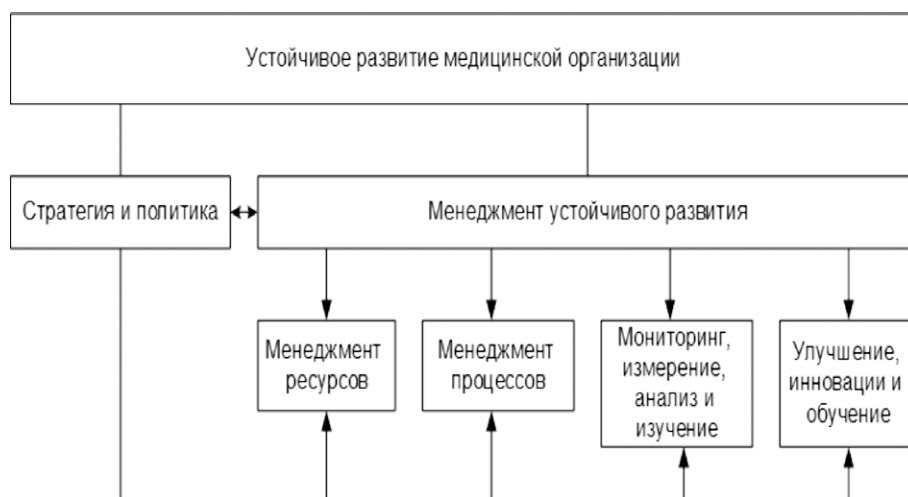 Устойчивое развитие медицинской организации
Стратегия и политика
Менеджмент устойчивого развития
Менеджмент
ресурсов
Менеджмент
процессов
Мониторинг,
измерение,
анализ и
изучение
Улучшение,
инновации и
обучение